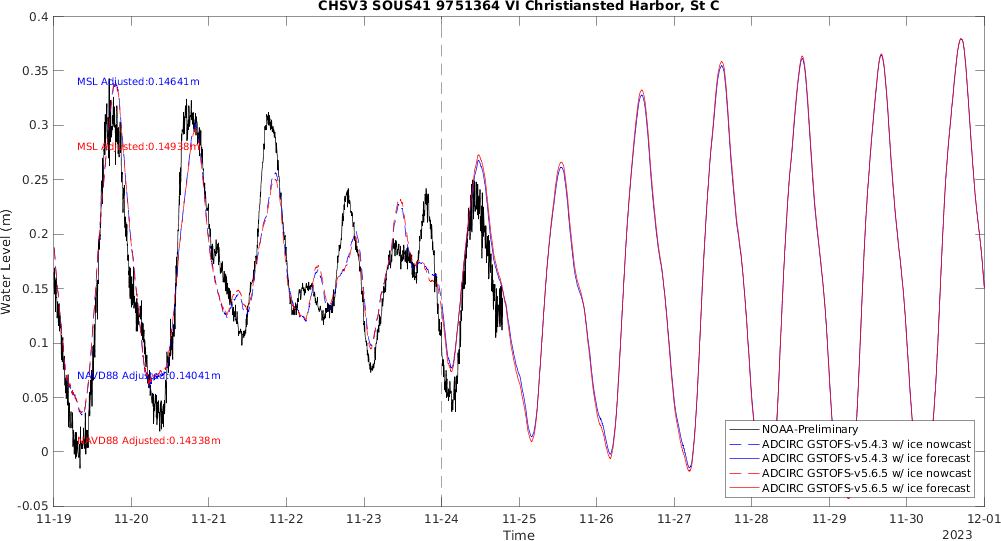 CHSV3 SOUS41 9751364 VI Christiansted Harbor, St C
0.4
0.35
0.3
0.25
0.2
0.15
0.1
0.05
0
-0.05
Water Level (m)
MSL Adjusted:0.14641m
MSL Adjusted:0.14938m
NAVD88 Adjusted:0.14041m
NAVD88 Adjusted:0.14338m
NOAA-Preliminary
ADCIRC GSTOFS-v5.4.3 w/ ice nowcast
ADCIRC GSTOFS-v5.4.3 w/ ice forecast
ADCIRC GSTOFS-v5.6.5 w/ ice nowcast
ADCIRC GSTOFS-v5.6.5 w/ ice forecast
11-19 11-20 11-21 11-22 11-23 11-24 11-25 11-26 11-27 11-28 11-29 11-30 12-01
Time
2023